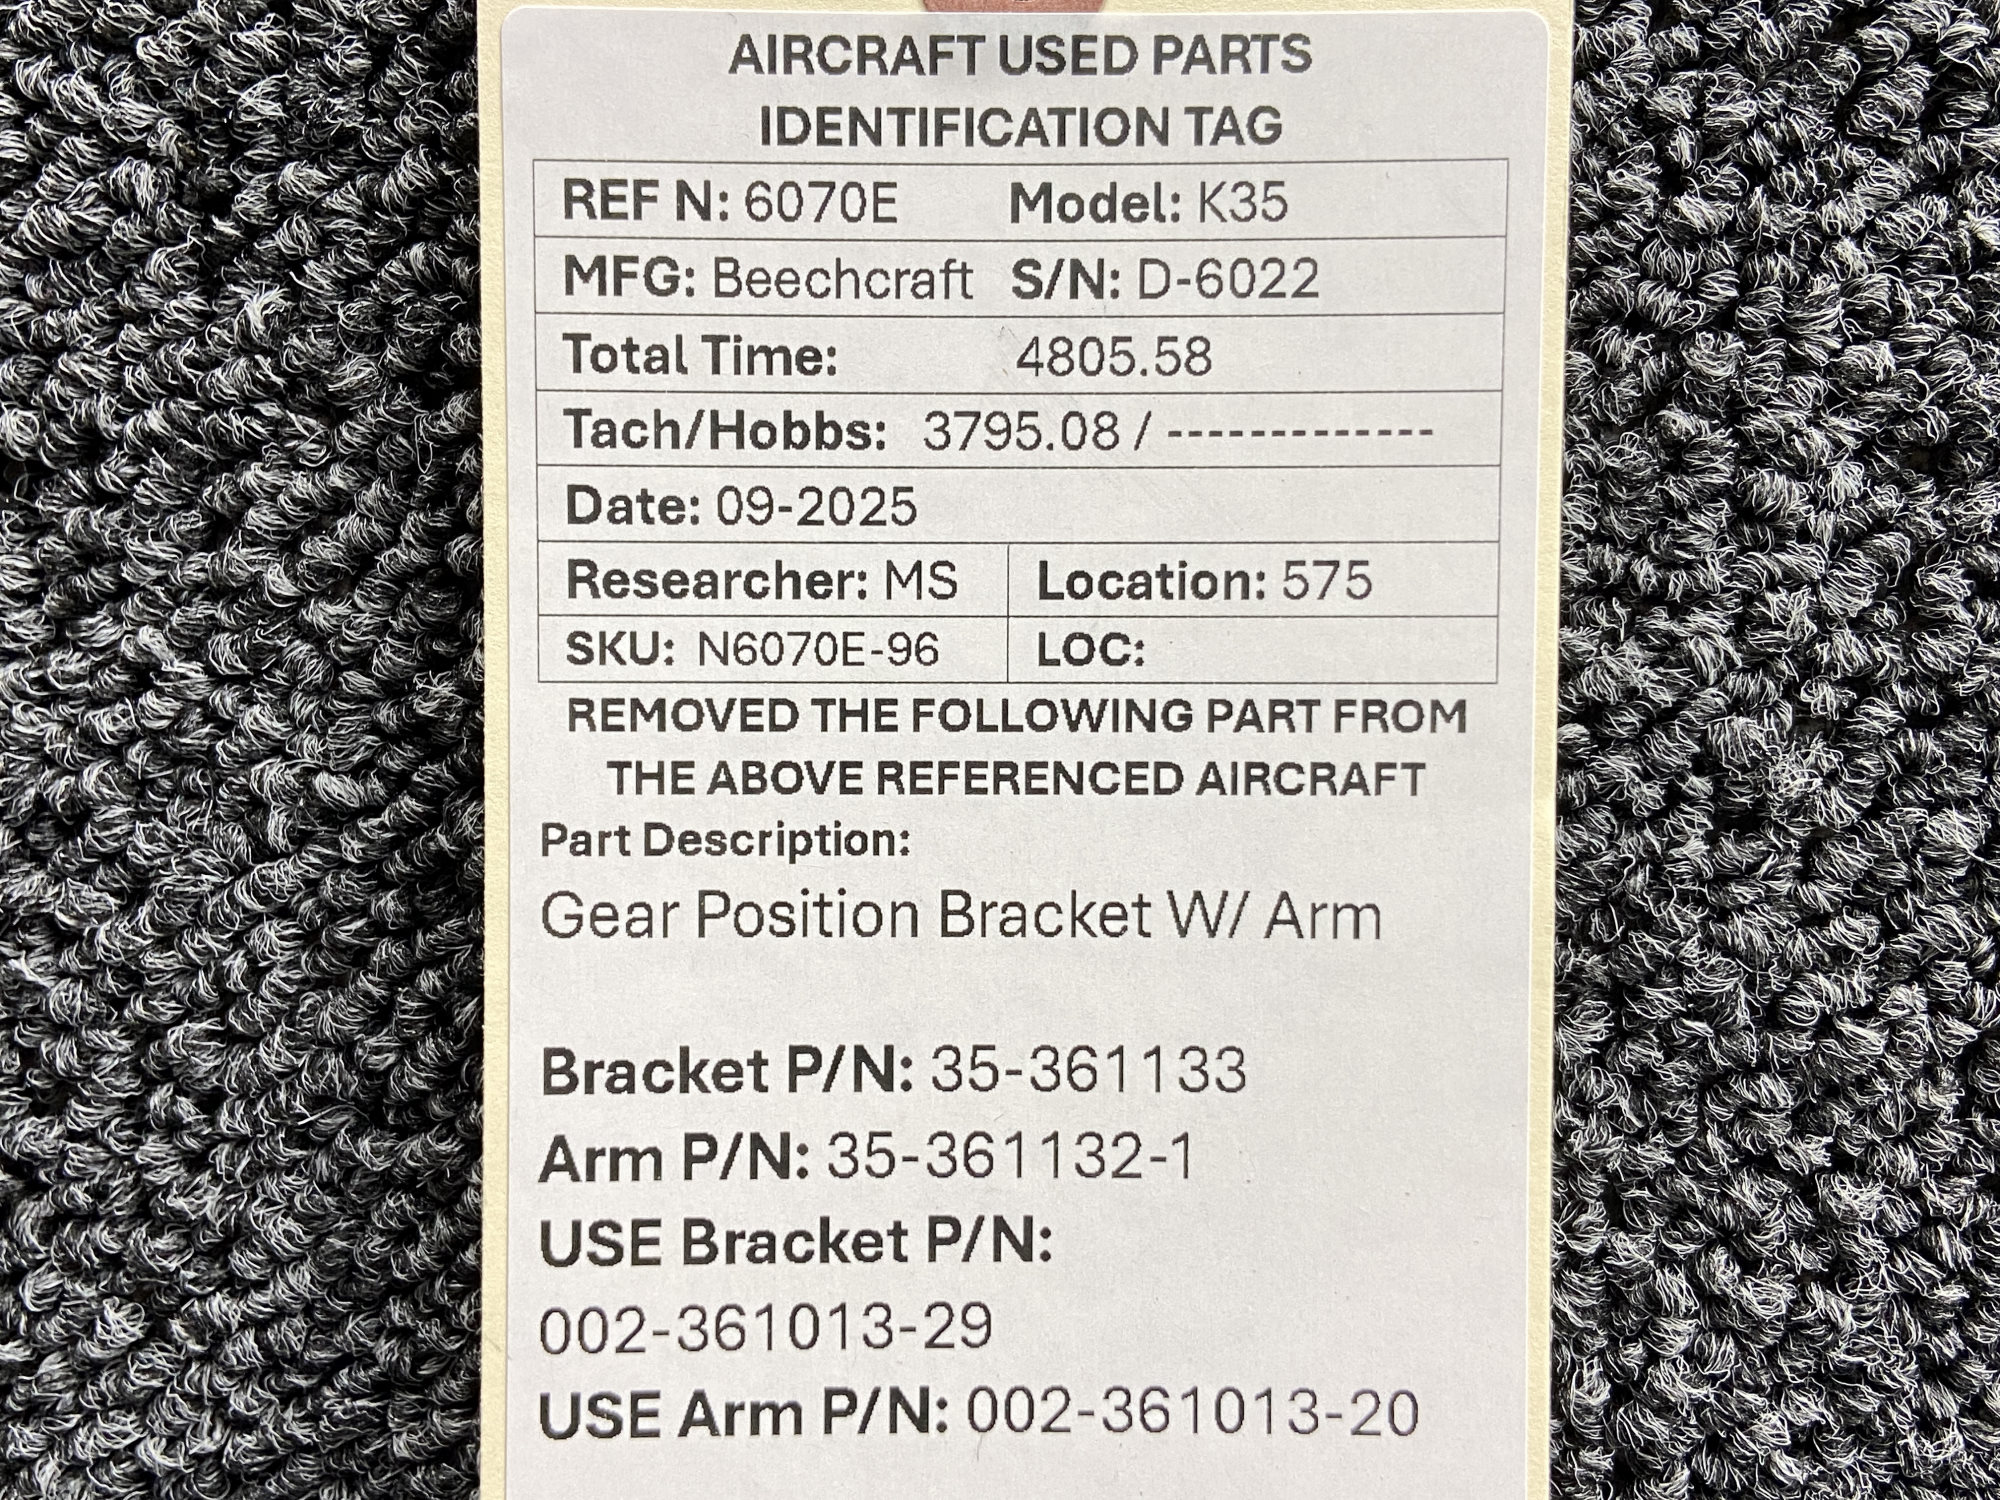 AIRCRAFT USED PARTS
IDENTIFICATION TAG
REF N: 6070E Model: K35
MFG: Beechcraft S/N: D-6022
Total Time: 4805.58
Tach/Hobbs: 3795.08 / -------------
Date: 09-2025
Researcher: MS Location: 575
SKU: N6070E-96 LOC:
REMOVED THE FOLLOWING PART FROM
THE ABOVE REFERENCED AIRCRAFT
Part Description:
Gear Position Bracket W/ Arm
Bracket P/N: 35-361133
Arm P/N: 35-361132-1
USE Bracket P/N:
002-361013-29
USE Arm P/N: 002-361013-20